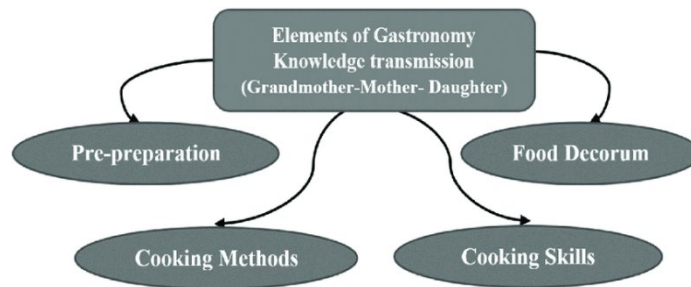 Elements of Gastronomy
Knowledge transmission
(Grandmother-Mother- Daughter)
Pre-preparation
Food Decorum
Cooking Methods
Cooking Skills